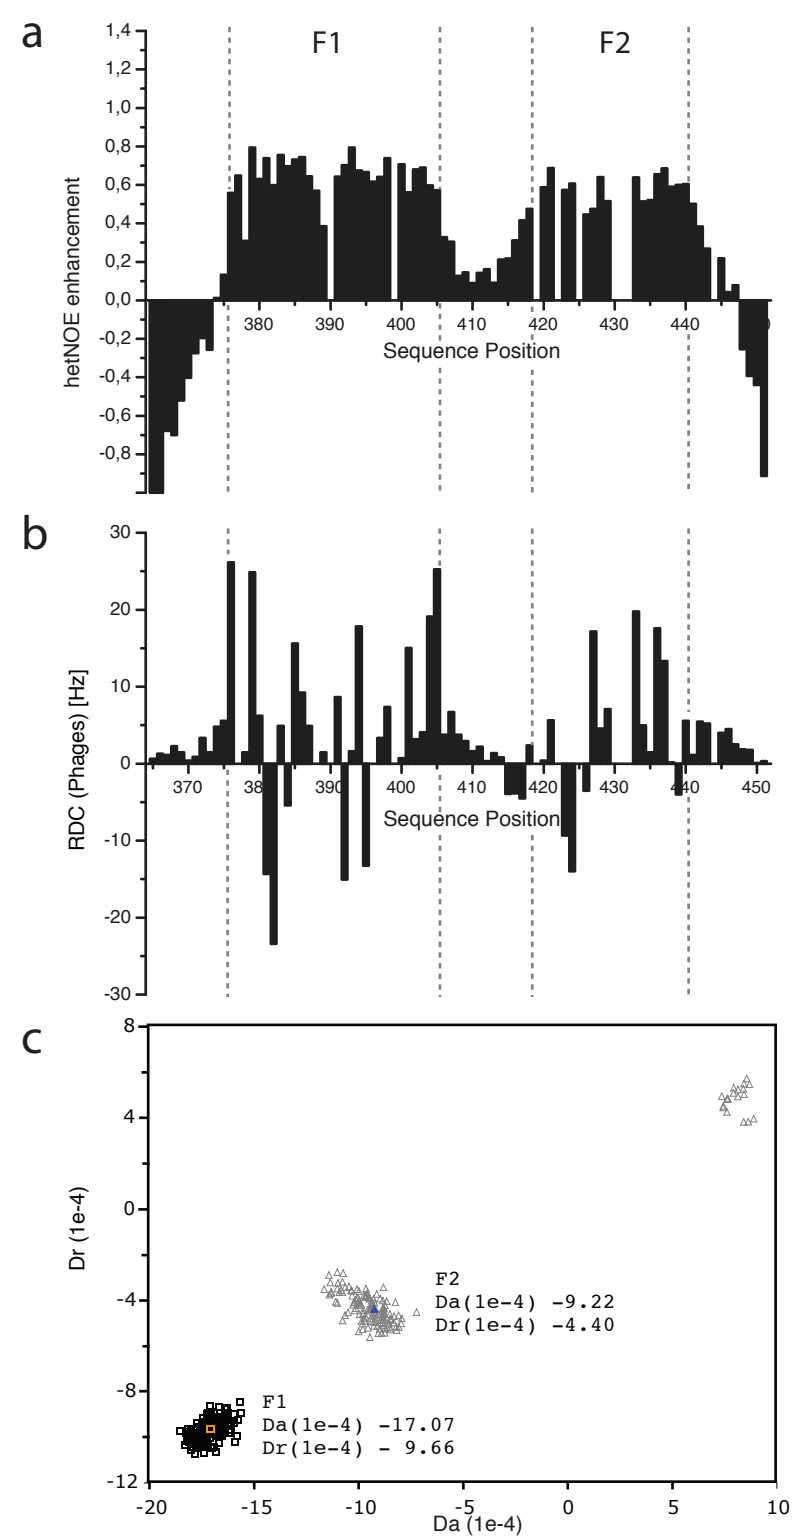 a
F1
F2
1,4
1,2
1,0
0,8
0,6
0,4
0,2
0,0
-0,2
-0,4
-0,6
-0,8
hetNOE enhancement
380 390 400 410 420 430 440 0
Sequence Position
b
30
20
10
0
-10
-20
-30
RDC (Phages) [Hz]
370 380 390 400 410 420 430 440 450
Sequence Position
c
8
4
0
-4
-8
-12
Dr (1e-4)
F2
Da(1e-4) -9.22
Dr(1e-4) -4.40
F1
Da(1e-4) -17.07
Dr(1e-4) - 9.66
-20 -15 -10 -5 0 5 10
Da (1e-4)